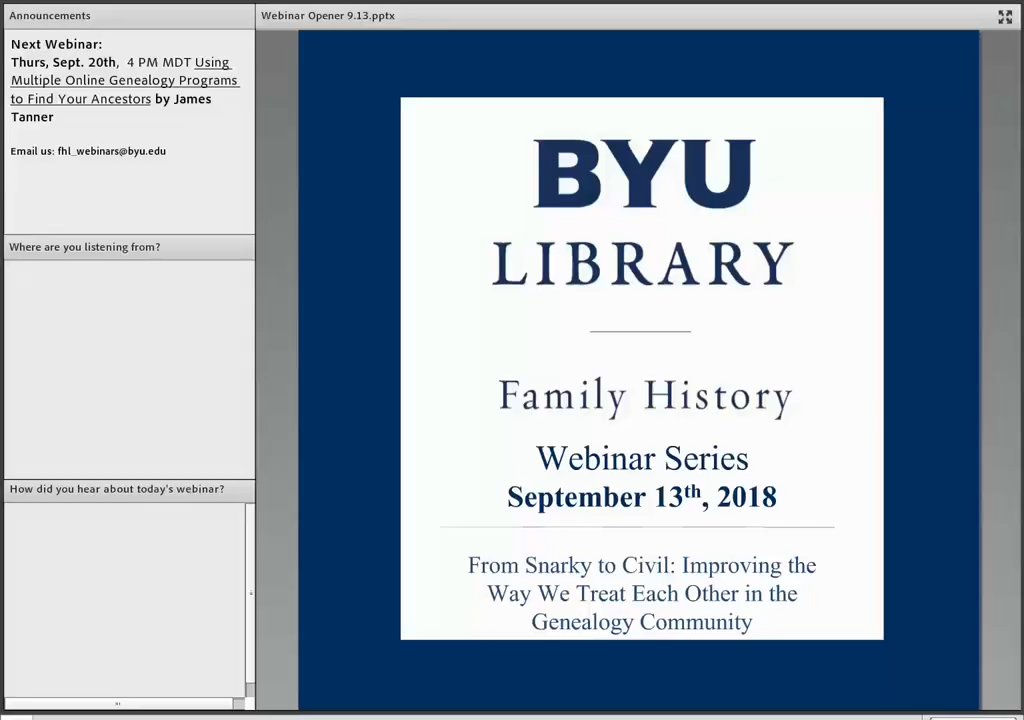 Announcements
Webinar Opener 9.13.pptx
Next Webinar:
Thurs, Sept. 20th, 4 PM MDT Using
Multiple Online Genealogy Programs
to Find Your Ancestors by James
Tanner
Email us: fhl_webinars@byu.edu
Where are you listening from?
How did you hear about today's webinar?
BYU
LIBRARY
Family History
Webinar Series
September 13th, 2018
From Snarky to Civil: Improving the
Way We Treat Each Other in the
Genealogy Community